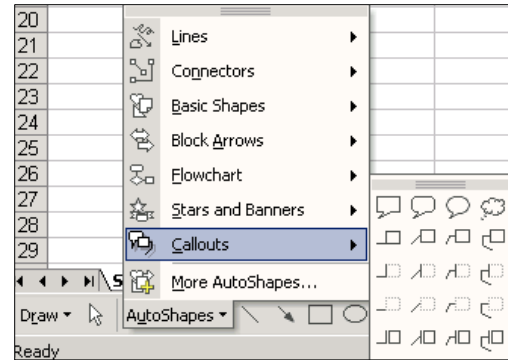 20
21
22
23
24
25
26
27
28
29
Lines
Connectors
Basic Shapes
Block Arrows
Flowchart
Stars and Banners
Callouts
More AutoShapes...
S
Draw
AutoShapes
Ready